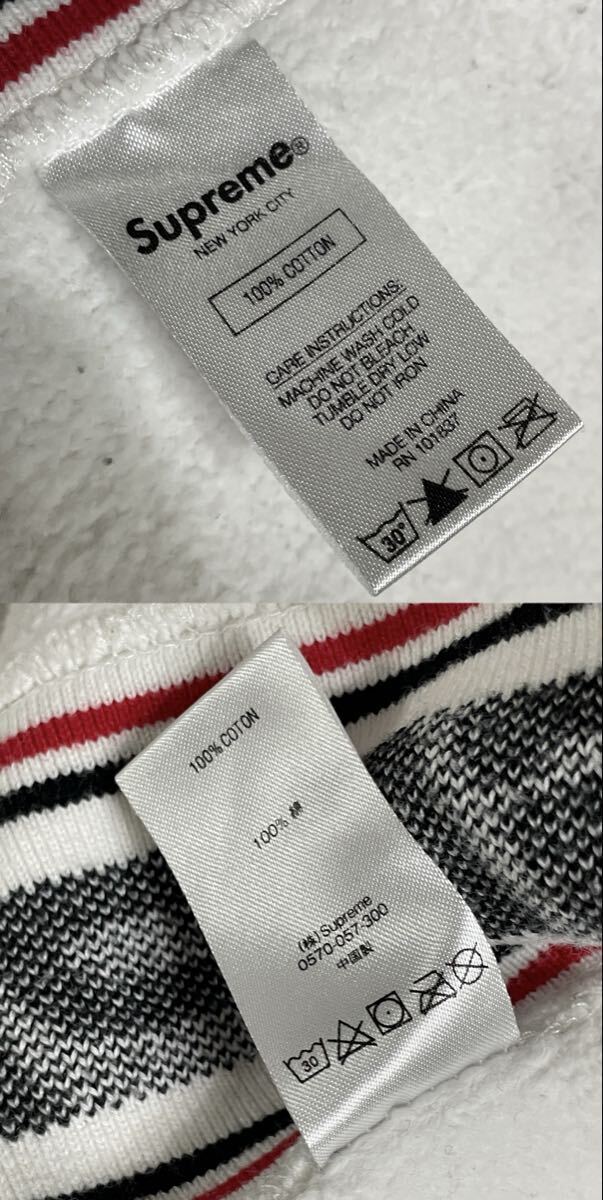 Supreme®
NEW YORK CITY
100% COTTON
CARE INSTRUCTIONS:
MACHINE WASH COLD
DO NOT BLEACH
TUMBLE DRY LOW
DO NOT IRON
MADE IN CHINA
RN 101837
30°
100% COTON
100% 綿
(株)Supreme
0570-057-300
中国製
30